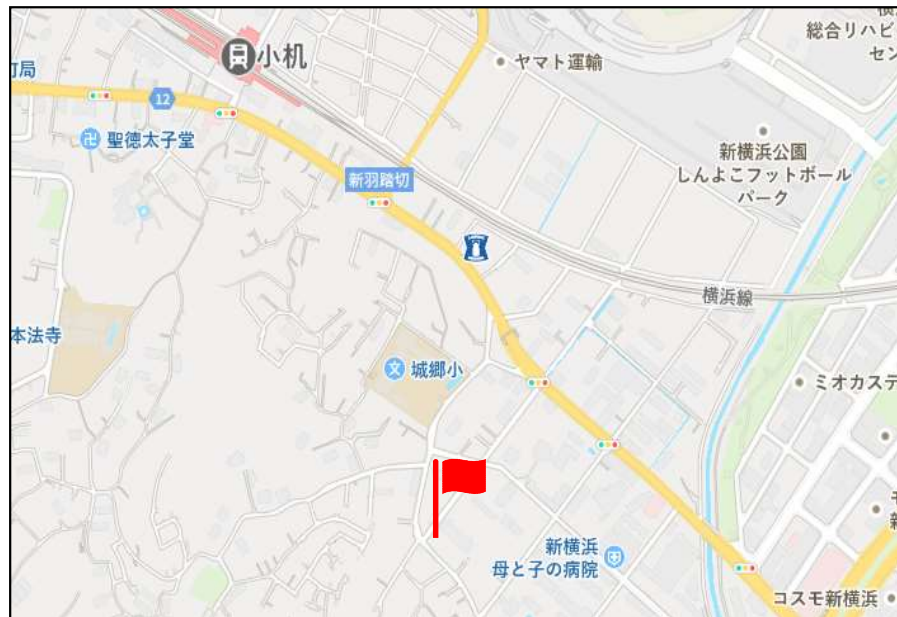 小机
町局
12
聖徳太子堂
ヤマト運輸
総合リハビ
セン
新横浜公園
しんよこフットボール
パーク
新羽踏切
横浜線
本法寺
文 城郷小
ミオカステ
新横浜
母と子の病院
コスモ新横浜